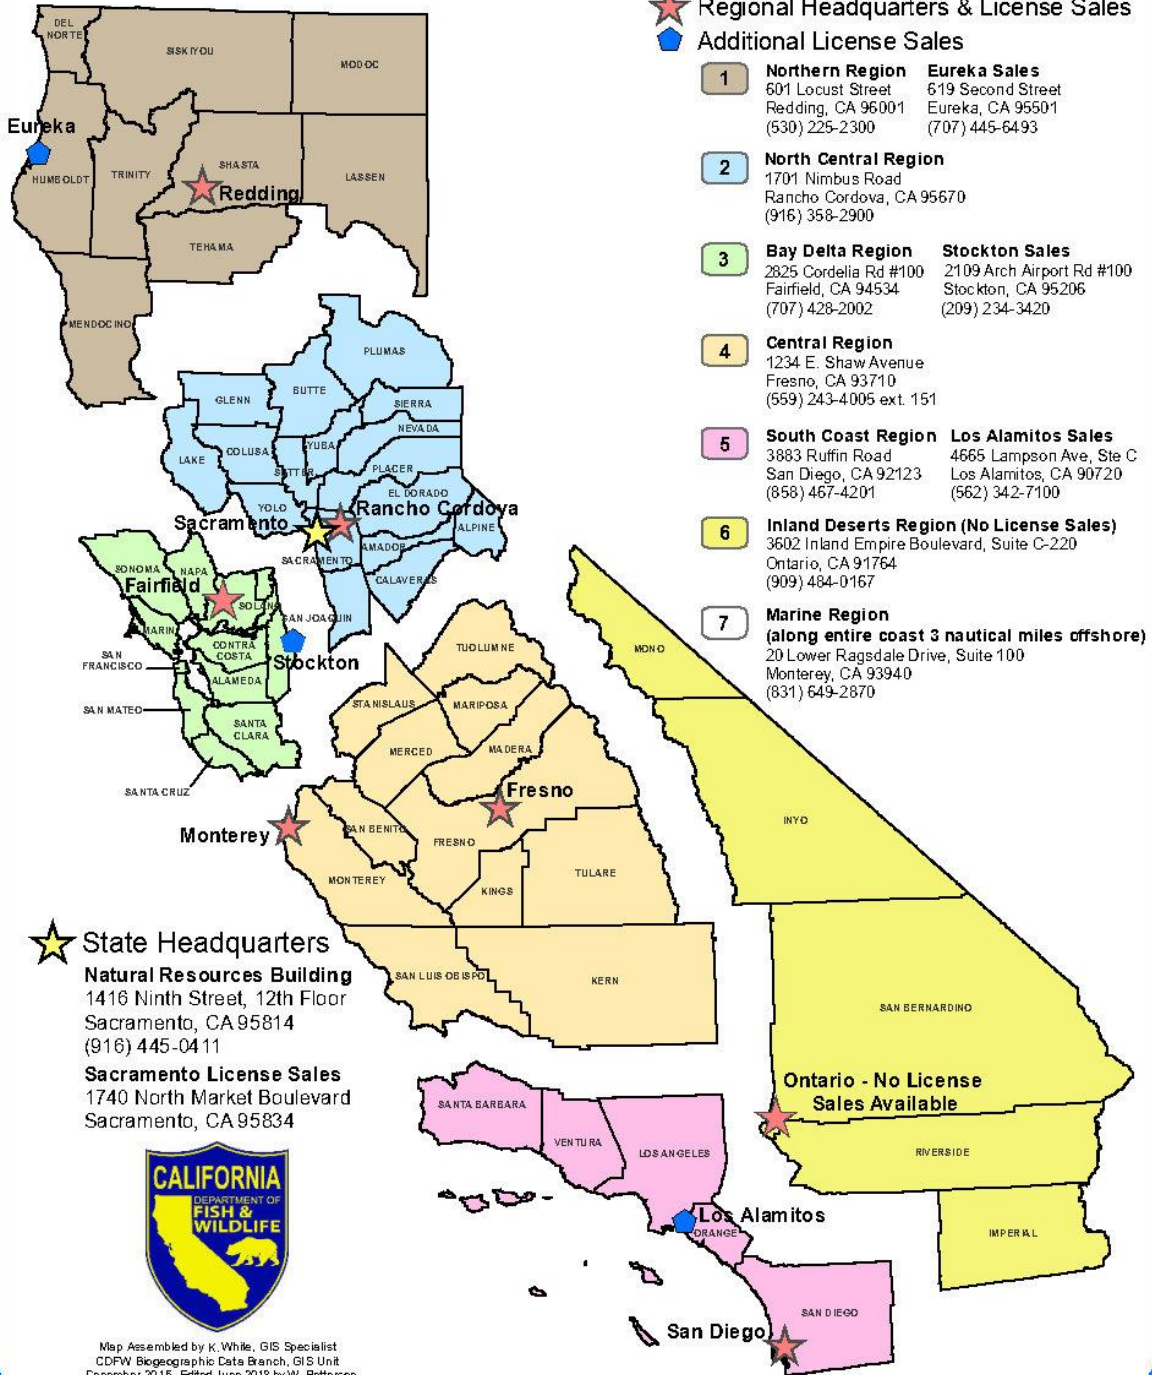 Regional Headquarters & License Sales
Additional License Sales
1
Northern Region
601 Locust Street
Redding, CA 96001
(530) 225-2300
Eureka Sales
619 Second Street
Eureka, CA 95501
(707) 445-6493
2
North Central Region
1701 Nimbus Road
Rancho Cordova, CA 95670
(916) 358-2900
3
Bay Delta Region
2825 Cordelia Rd #100
Fairfield, CA 94534
(707) 428-2002
Stockton Sales
2109 Arch Airport Rd #100
Stockton, CA 95206
(209) 234-3420
4
Central Region
1234 E. Shaw Avenue
Fresno, CA 93710
(559) 243-4005 ext. 151
5
South Coast Region
3883 Ruffin Road
San Diego, CA 92123
(858) 467-4201
Los Alamitos Sales
4665 Lampson Ave, Ste C
Los Alamitos, CA 90720
(562) 342-7100
6
Inland Deserts Region (No License Sales)
3602 Inland Empire Boulevard, Suite C-220
Ontario, CA 91764
(909) 484-0167
7
Marine Region
(along entire coast 3 nautical miles offshore)
20 Lower Ragsdale Drive, Suite 100
Monterey, CA 93940
(831) 649-2870
DEL
NORTE
SISKIYOU
MODOC
Eureka
HUMBOLDT
TRINITY
SHASTA
Redding
LASSEN
TEHAMA
MENDOCINO
PLUMAS
BUTTE
GLENN
SIERRA
NEVADA
YUBA
COLUSA
LAKE
SUTTER
PLACER
EL DORADO
YOLO
Rancho Cordova
Sacramento
ALPINE
AMADOR
SACRAMENTO
CALAVERAS
SAN JOAQUIN
SONOMA
NAPA
Fairfield
SOLANO
MARIN
CONTRA
COSTA
Stockton
SAN
FRANCISCO
ALAMEDA
SAN MATEO
SANTA
CLARA
SANTA CRUZ
TUOLUMNE
STANISLAUS
MARIPOSA
MERCED
MADERA
Fresno
Monterey
SAN BENITO
FRESNO
MONTEREY
KINGS
TULARE
SAN LUIS OBISPO
KERN
MONO
INYO
SAN BERNARDINO
Ontario - No License
Sales Available
RIVERSIDE
IMPERIAL
SANTA BARBARA
VENTURA
LOS ANGELES
Los Alamitos
ORANGE
SAN DIEGO
San Diego
State Headquarters
Natural Resources Building
1416 Ninth Street, 12th Floor
Sacramento, CA 95814
(916) 445-0411
Sacramento License Sales
1740 North Market Boulevard
Sacramento, CA 95834
CALIFORNIA
DEPARTMENT OF
FISH &
WILDLIFE
Map Assembled by K. White, GIS Specialist
CDFW Biogeographic Data Branch, GIS Unit
December 2015, Edited June 2018 by W. Patterson